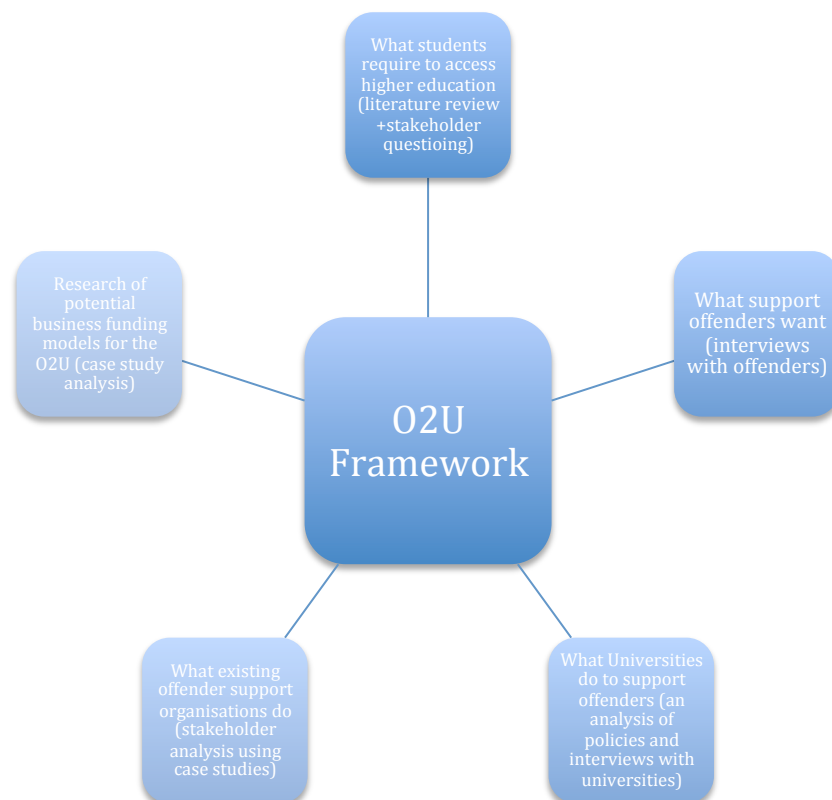 What students
require to access
higher education
(literature review
+stakeholder
questioing)
Research of
potential
business funding
models for the
O2U (case study
analysis)
What support
offenders want
(interviews
with offenders)
O2U
Framework
What existing
offender support
organisations do
(stakeholder
analysis using
case studies)
What Universities
do to support
offenders (an
analysis of
policies and
interviews with
universities)